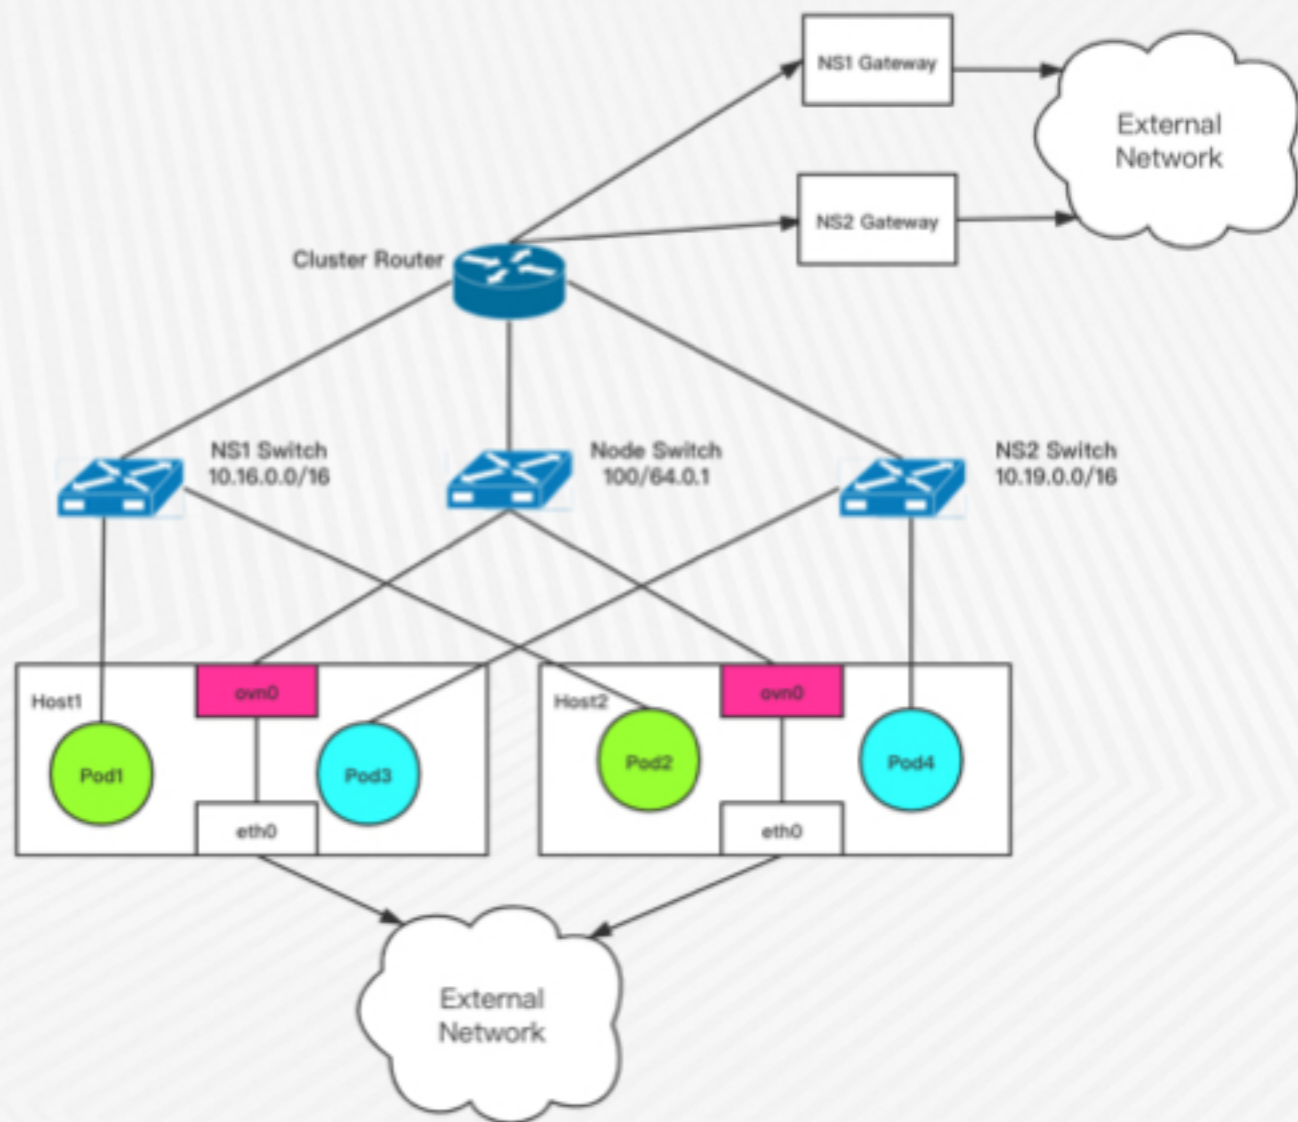 NS1 Gateway
External
Network
NS2 Gateway
Cluster Router
NS1 Switch
10.16.0.0/16
Node Switch
100/64.0.1
NS2 Switch
10.19.0.0/16
Host1
ovn0
Pod1
Pod3
eth0
Host2
ovn0
Pod2
Pod4
eth0
External
Network